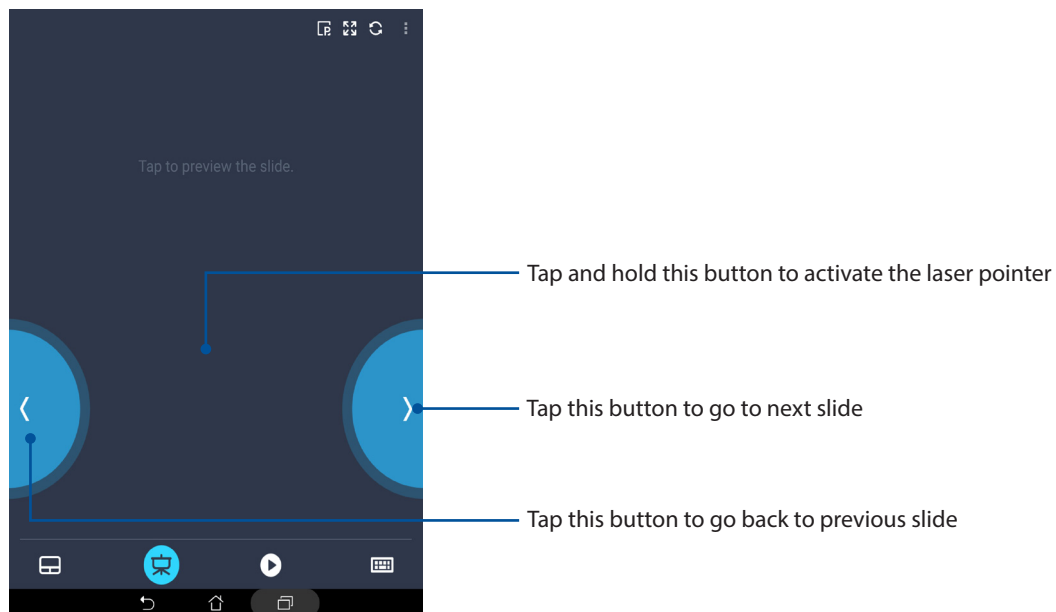 Tap to preview the slide.
Tap and hold this button to activate the laser pointer
Tap this button to go to next slide
Tap this button to go back to previous slide